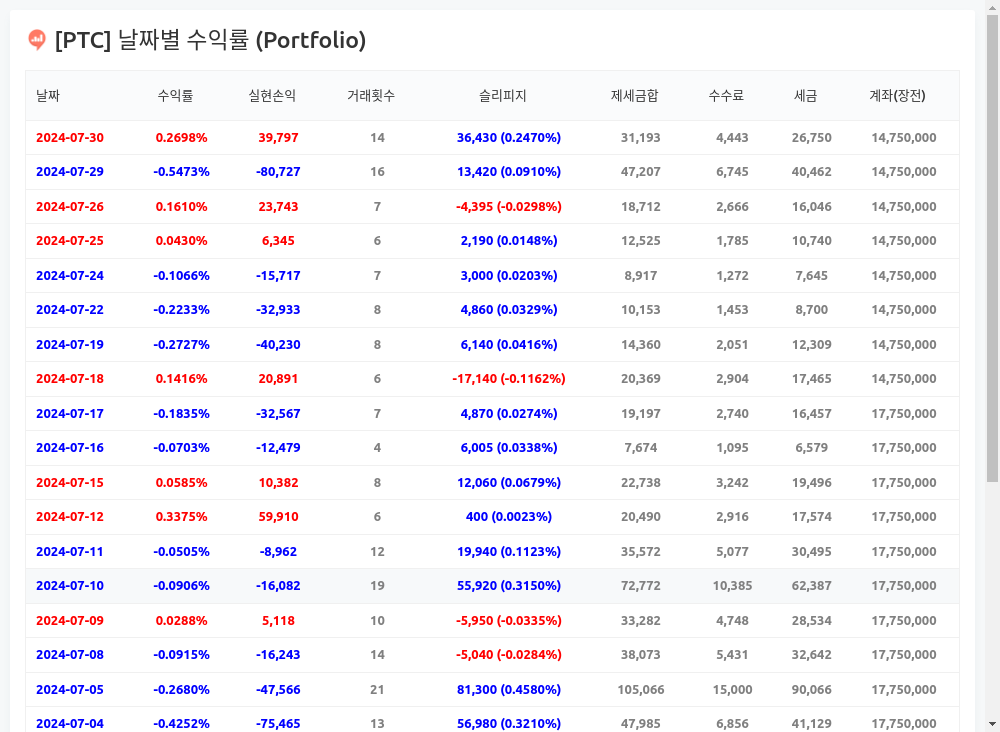 [PTC] 날짜별 수익률 (Portfolio)
날짜 수익률 실현손익 거래횟수 슬리피지 제세금합 수수료 세금 계좌(장전)
2024-07-30 0.2698% 39,797 14 36,430 (0.2470%) 31,193 4,443 26,750 14,750,000
2024-07-29 -0.5473% -80,727 16 13,420 (0.0910%) 47,207 6,745 40,462 14,750,000
2024-07-26 0.1610% 23,743 7 -4,395 (-0.0298%) 18,712 2,666 16,046 14,750,000
2024-07-25 0.0430% 6,345 6 2,190 (0.0148%) 12,525 1,785 10,740 14,750,000
2024-07-24 -0.1066% -15,717 7 3,000 (0.0203%) 8,917 1,272 7,645 14,750,000
2024-07-22 -0.2233% -32,933 8 4,860 (0.0329%) 10,153 1,453 8,700 14,750,000
2024-07-19 -0.2727% -40,230 8 6,140 (0.0416%) 14,360 2,051 12,309 14,750,000
2024-07-18 0.1416% 20,891 6 -17,140 (-0.1162%) 20,369 2,904 17,465 14,750,000
2024-07-17 -0.1835% -32,567 7 4,870 (0.0274%) 19,197 2,740 16,457 17,750,000
2024-07-16 -0.0703% -12,479 4 6,005 (0.0338%) 7,674 1,095 6,579 17,750,000
2024-07-15 0.0585% 10,382 8 12,060 (0.0679%) 22,738 3,242 19,496 17,750,000
2024-07-12 0.3375% 59,910 6 400 (0.0023%) 20,490 2,916 17,574 17,750,000
2024-07-11 -0.0505% -8,962 12 19,940 (0.1123%) 35,572 5,077 30,495 17,750,000
2024-07-10 -0.0906% -16,082 19 55,920 (0.3150%) 72,772 10,385 62,387 17,750,000
2024-07-09 0.0288% 5,118 10 -5,950 (-0.0335%) 33,282 4,748 28,534 17,750,000
2024-07-08 -0.0915% -16,243 14 -5,040 (-0.0284%) 38,073 5,431 32,642 17,750,000
2024-07-05 -0.2680% -47,566 21 81,300 (0.4580%) 105,066 15,000 90,066 17,750,000
2024-07-04 -0.4252% -75,465 13 56,980 (0.3210%) 47,985 6,856 41,129 17,750,000